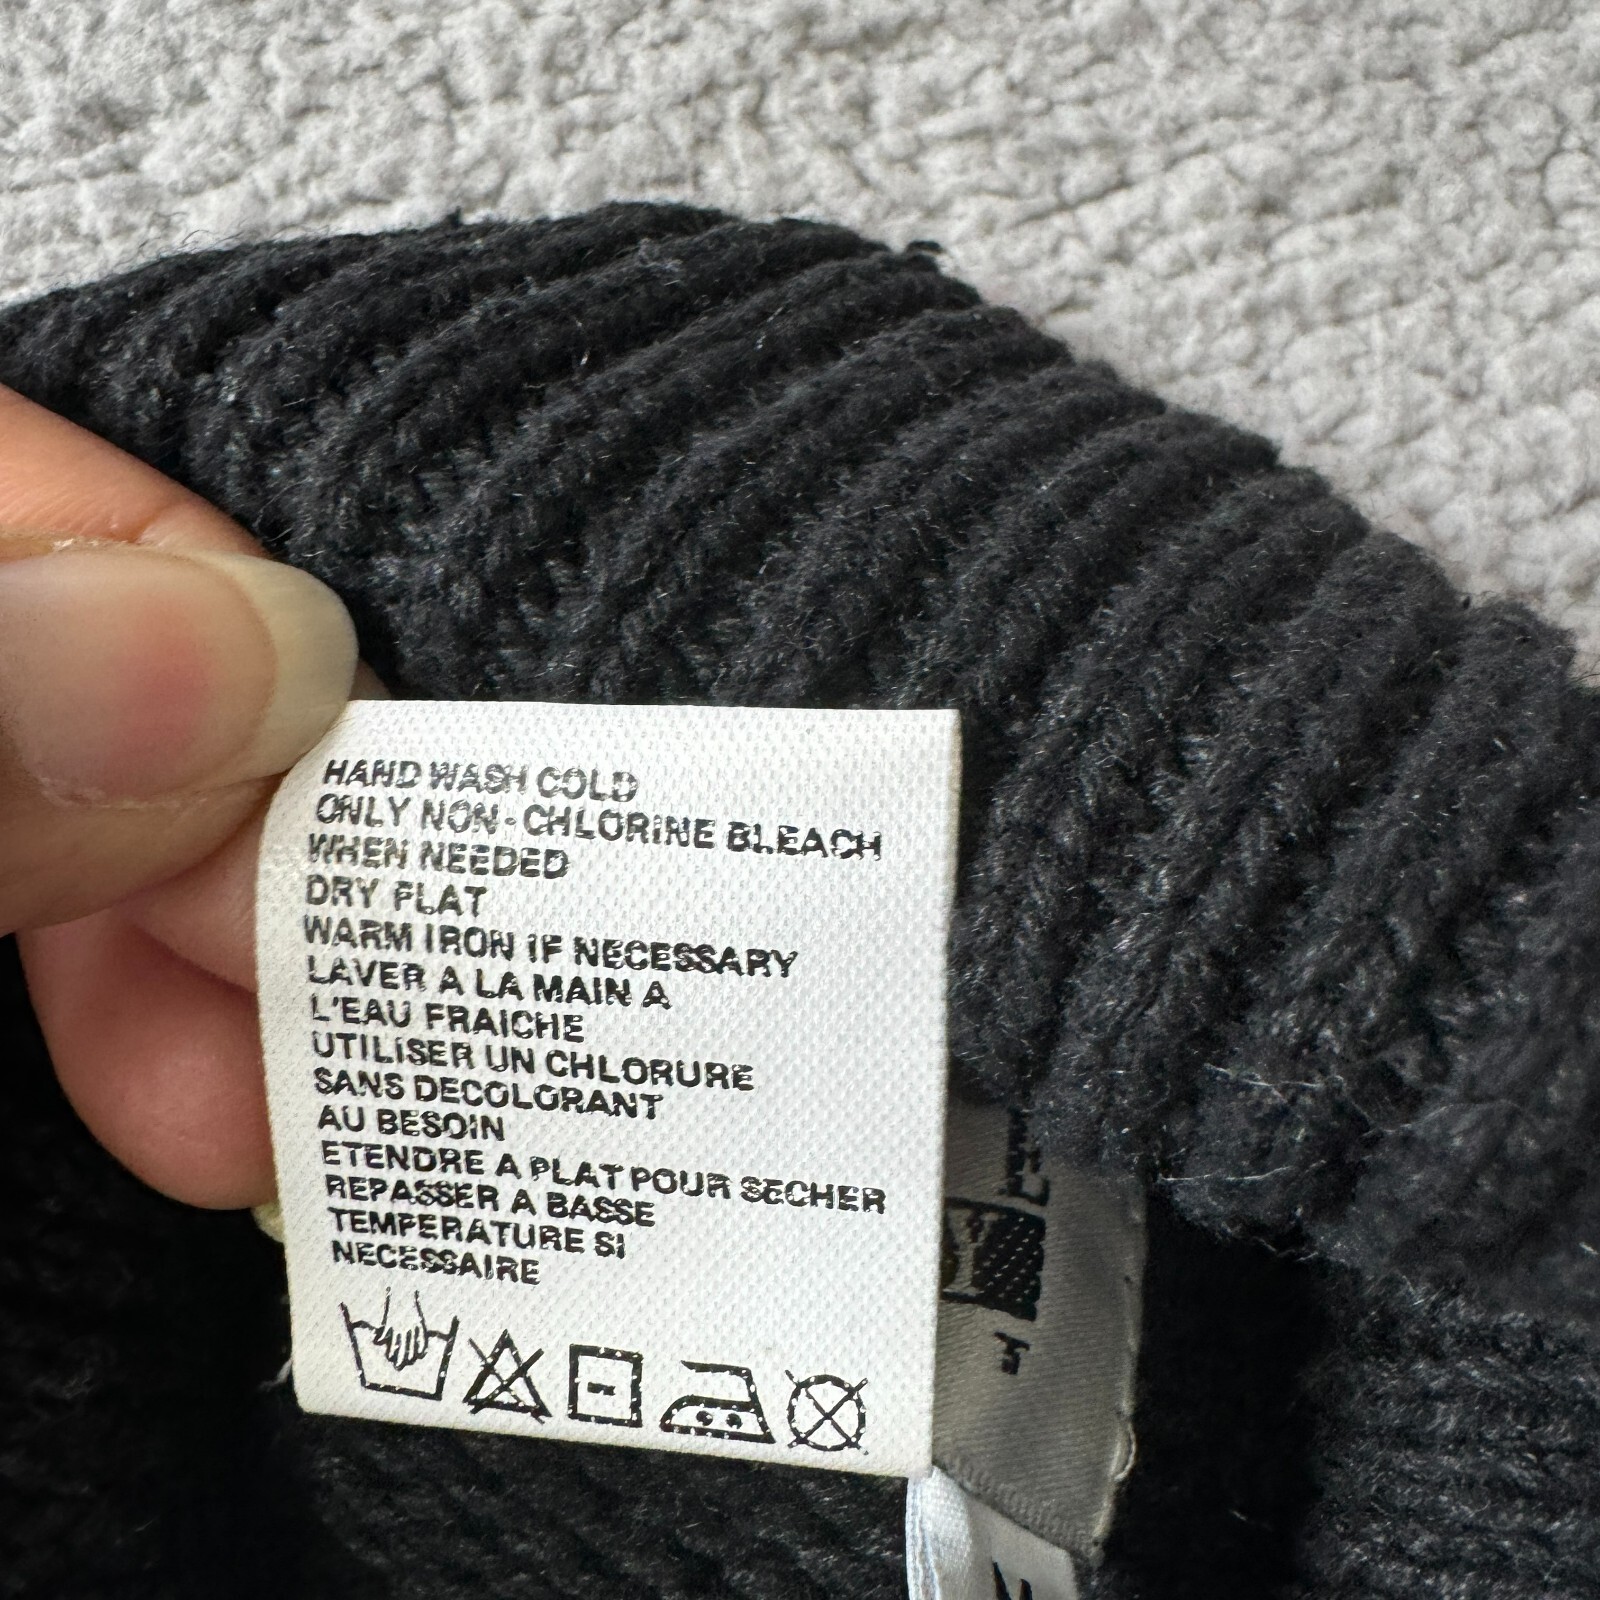 HAND WASH COLD
ONLY NON-CHLORINE BLEACH
WHEN NEEDED
DRY FLAT
WARM IRON IF NECESSARY
LAVER A LA MAIN A
L'EAU FRAICHE
UTILISER UN CHLORURE
SANS DECOLORANT
AU BESOIN
ETENDRE A PLAT POUR SECHER
REPASSER A BASSE
TEMPERATURE SI
NECESSAIRE
M